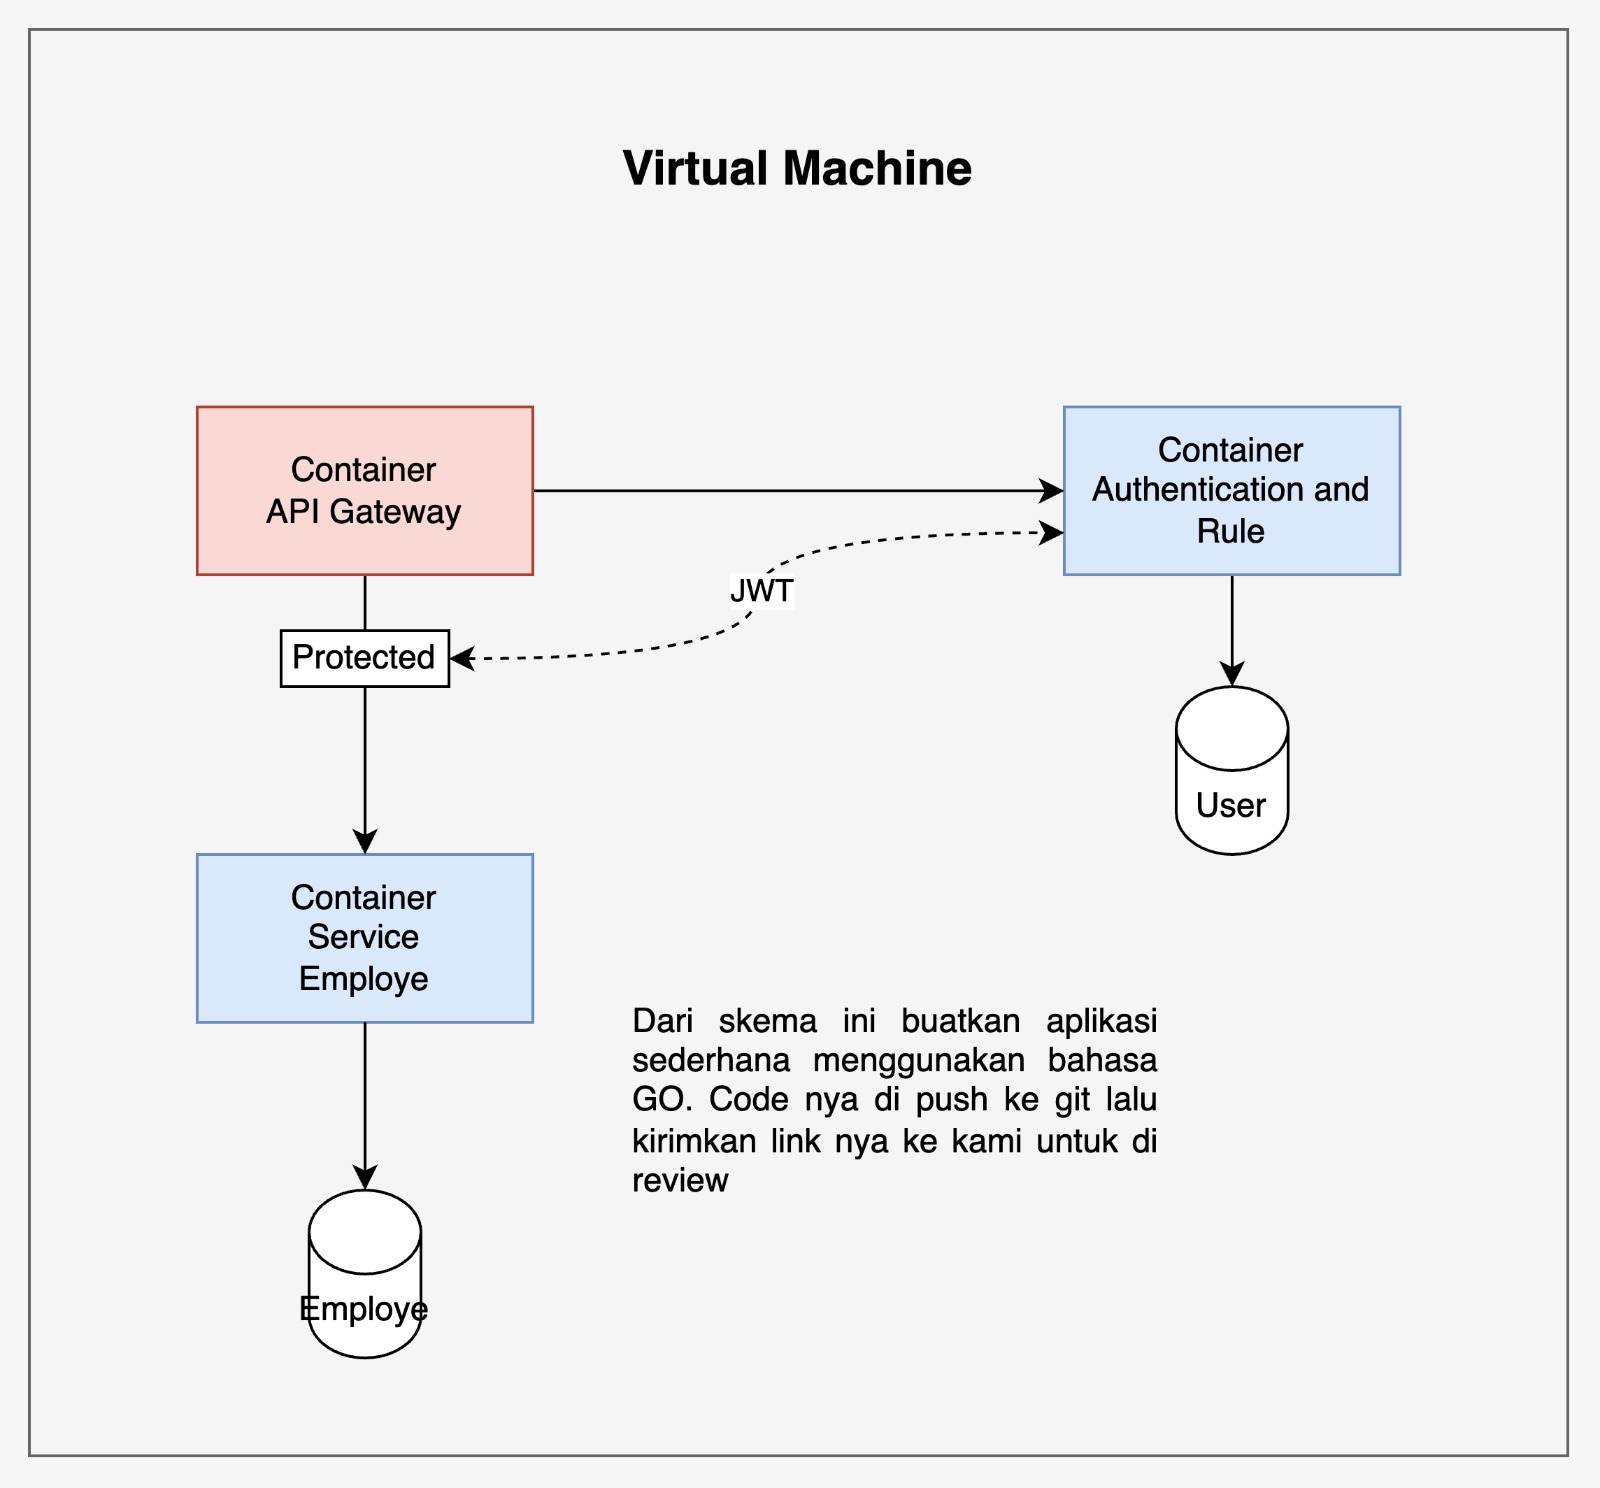 Virtual Machine
Container
API Gateway
Container
Authentication and
Rule
JWT
Protected
User
Container
Service
Employe
Dari skema ini buatkan aplikasi
sederhana menggunakan bahasa
GO. Code nya di push ke git lalu
kirimkan link nya ke kami untuk di
review
Employe